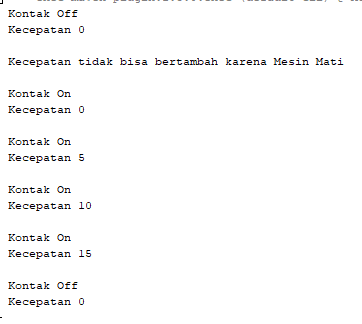 Kontak Off
Kecepatan 0
Kecepatan tidak bisa bertambah karena Mesin Mati
Kontak On
Kecepatan 0
Kontak On
Kecepatan 5
Kontak On
Kecepatan 10
Kontak On
Kecepatan 15
Kontak Off
Kecepatan 0